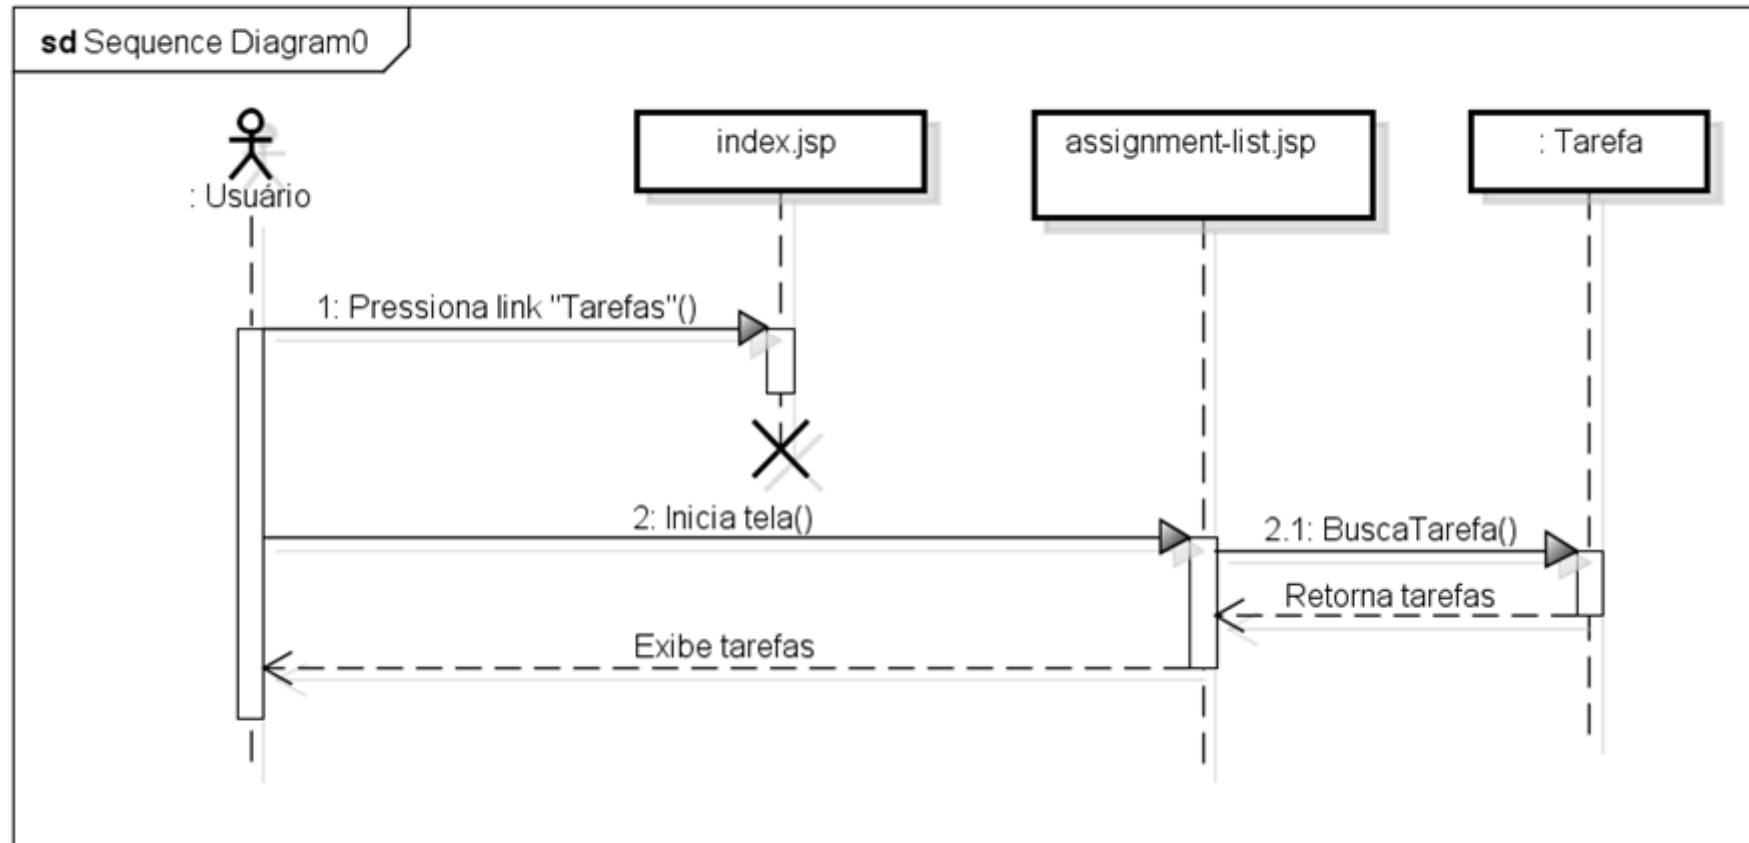 sd Sequence Diagram0
: Usuário
index.jsp
assignment-list.jsp
: Tarefa
1: Pressiona link "Tarefas"()
2: Inicia tela()
2.1: BuscaTarefa()
Retorna tarefas
Exibe tarefas